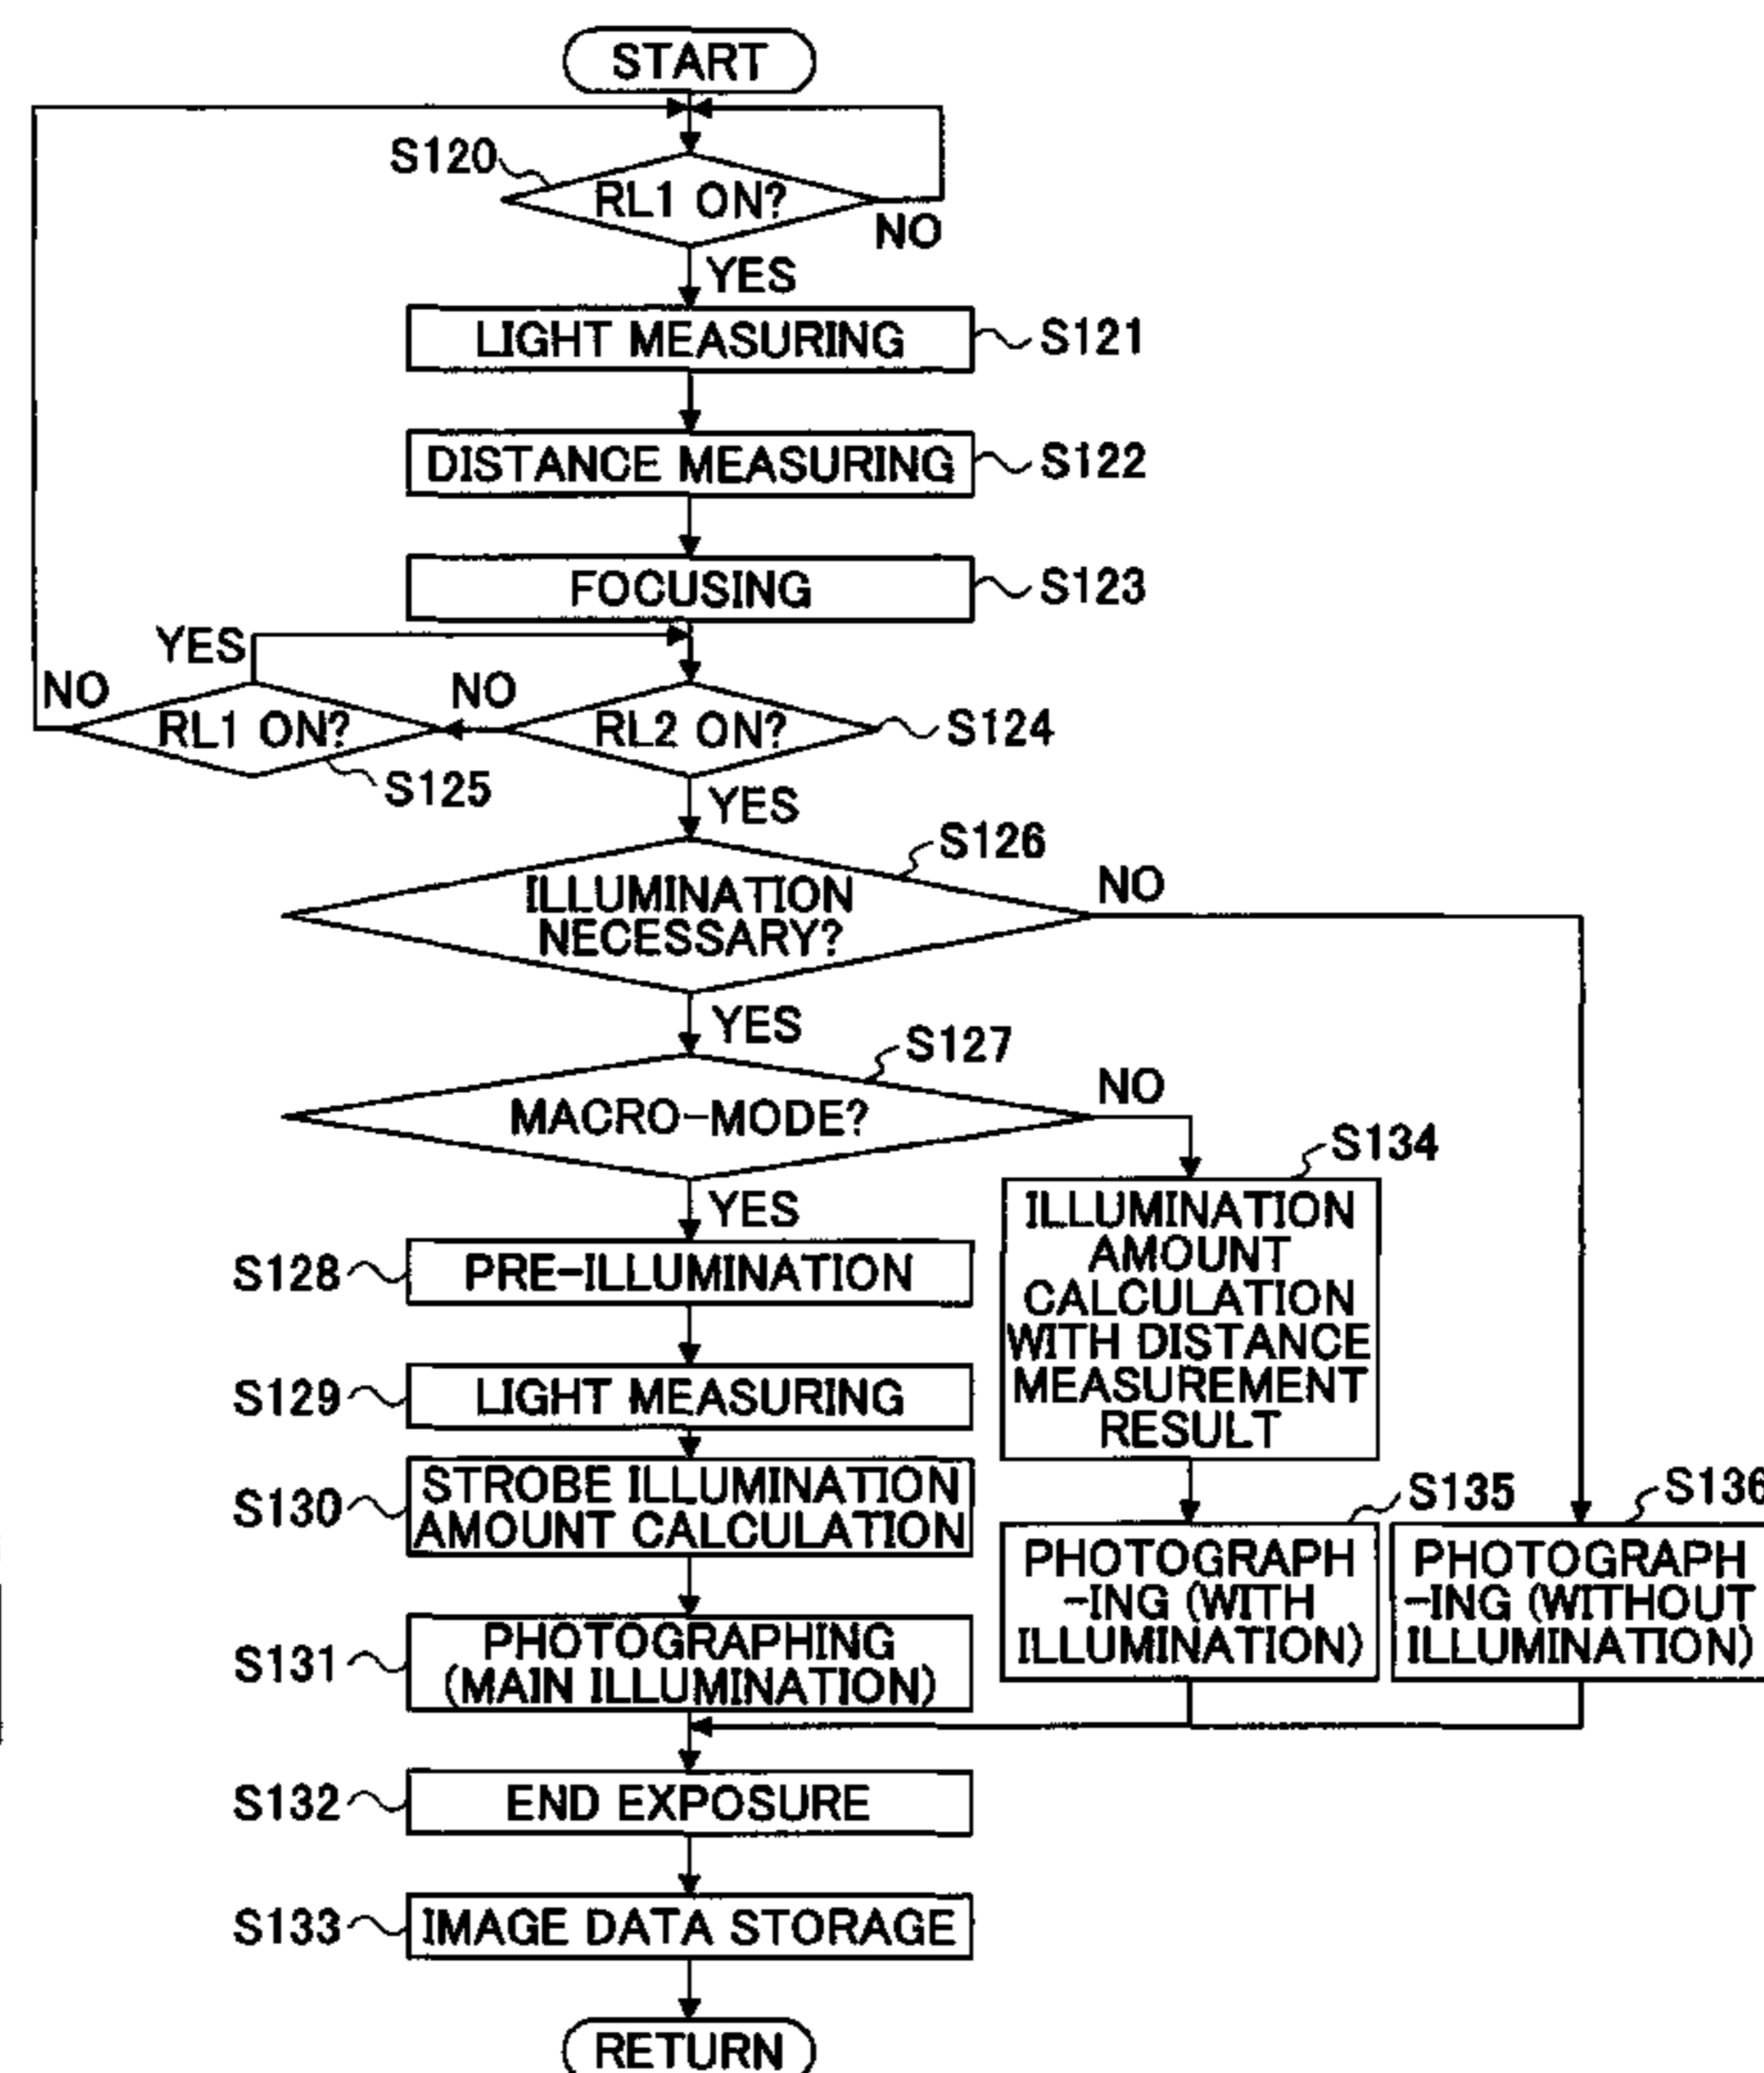 START
S120
RL1 ON?
NO
YES
LIGHT MEASURING
S121
DISTANCE MEASURING
S122
FOCUSING
S123
YES
NO
RL1 ON?
S125
NO
RL2 ON?
S124
YES
S126
ILLUMINATION
NECESSARY?
NO
YES
S127
MACRO-MODE?
NO
YES
S128
PRE-ILLUMINATION
S129
LIGHT MEASURING
S130
STROBE ILLUMINATION
AMOUNT CALCULATION
S131
PHOTOGRAPHING
(MAIN ILLUMINATION)
S134
ILLUMINATION
AMOUNT
CALCULATION
WITH DISTANCE
MEASUREMENT
RESULT
S135
PHOTOGRAPH
-ING (WITH
ILLUMINATION)
S136
PHOTOGRAPH
-ING (WITHOUT
ILLUMINATION)
S132
END EXPOSURE
S133
IMAGE DATA STORAGE
RETURN